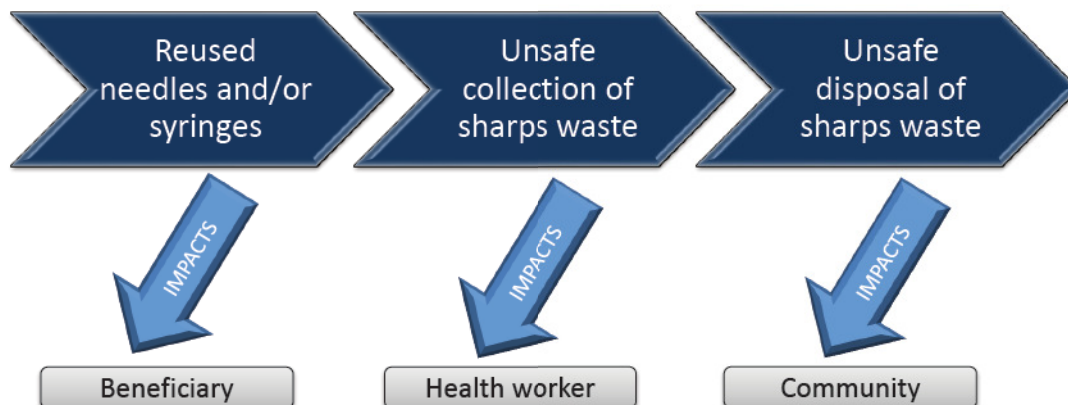 Reused
needles and/or
syringes
Unsafe
collection of
sharps waste
Unsafe
disposal of
sharps waste
IMPACTS
IMPACTS
IMPACTS
Beneficiary
Health worker
Community